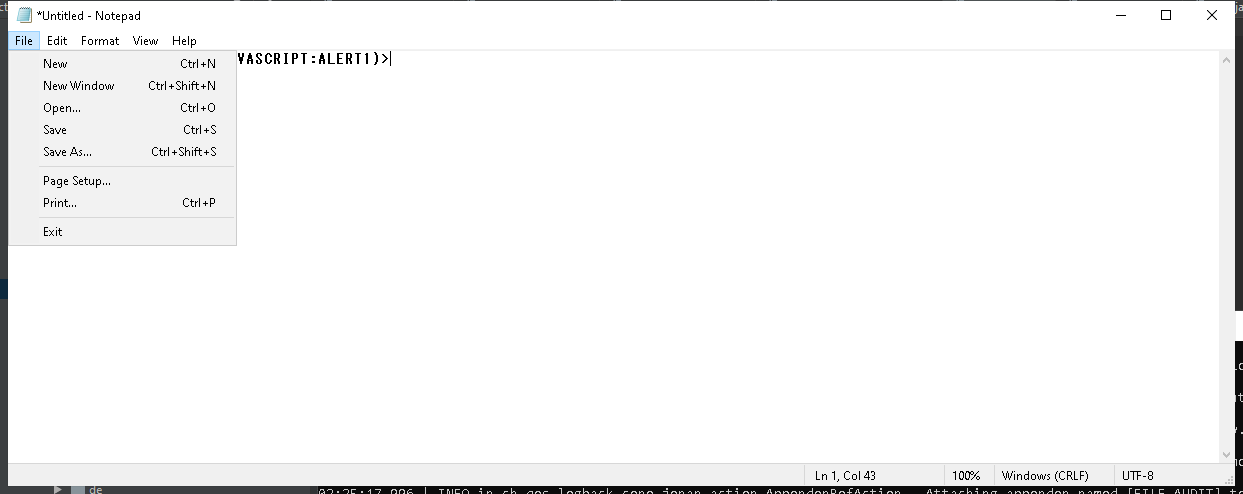 *Untitled - Notepad
File Edit Format View Help
VASCRIPT:ALERT1)>
New Ctrl+N
New Window Ctrl+Shift+N
Open... Ctrl+O
Save Ctrl+S
Save As... Ctrl+Shift+S
Page Setup...
Print... Ctrl+P
Exit
Ln 1, Col 43 100% Windows (CRLF) UTF-8
de 02:25:17.996 | INFO in ch.qos.logback.core.joran.action.AppenderRefAction - Attaching appender named [FILE_AUDIT] t